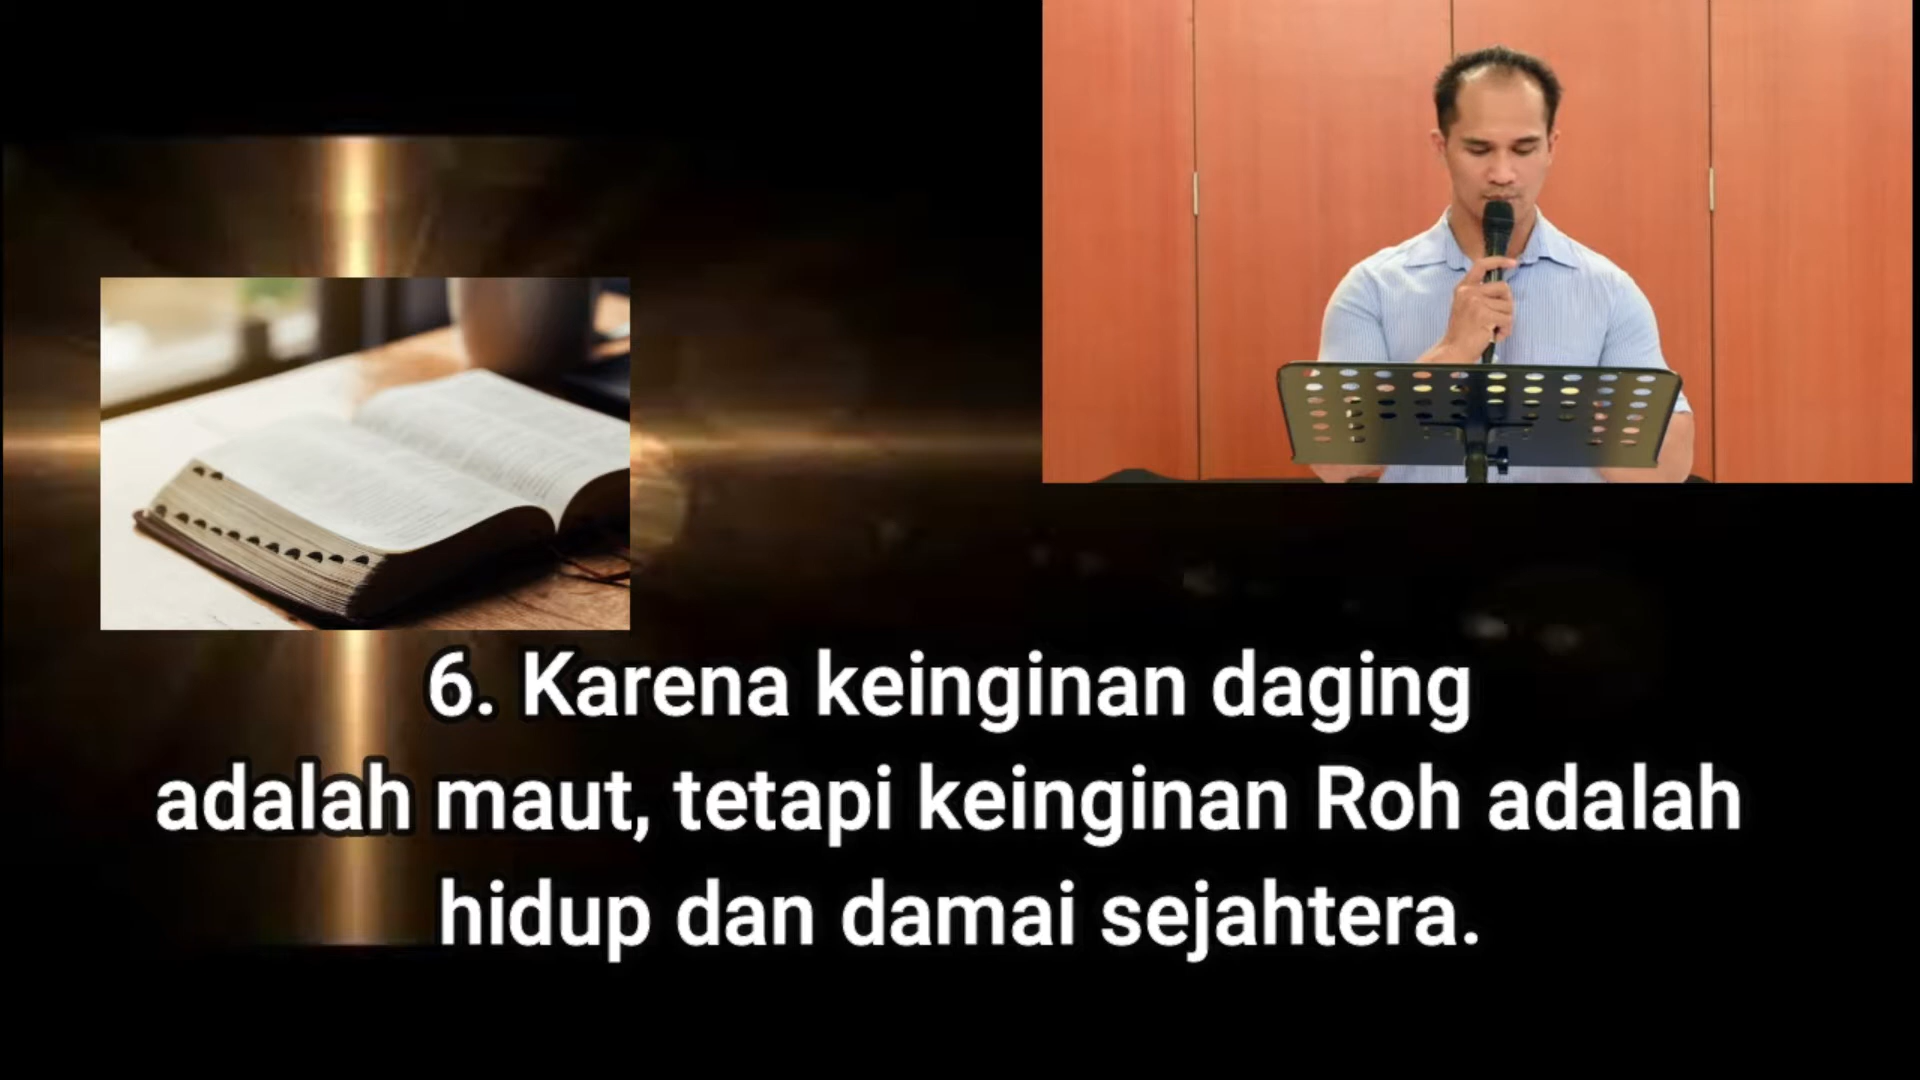 6. Karena keinginan daging
adalah maut, tetapi keinginan Roh adalah
hidup dan damai sejahtera.